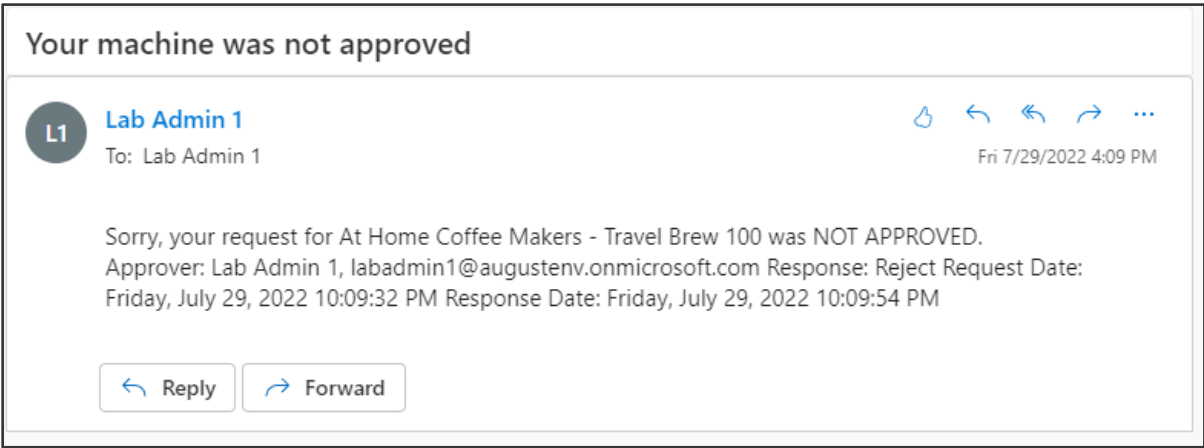 Your machine was not approved
L1
Lab Admin 1
To: Lab Admin 1
Fri 7/29/2022 4:09 PM
Sorry, your request for At Home Coffee Makers - Travel Brew 100 was NOT APPROVED.
Approver: Lab Admin 1, labadmin1@augustenv.onmicrosoft.com Response: Reject Request Date:
Friday, July 29, 2022 10:09:32 PM Response Date: Friday, July 29, 2022 10:09:54 PM
Reply
Forward